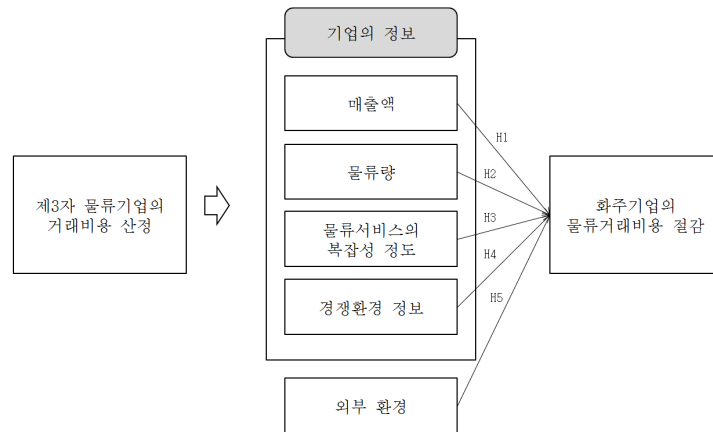 기업의 정보
매출액
물류량
물류서비스의
복잡성 정도
경쟁환경 정보
외부 환경
제3자 물류기업의
거래비용 산정
H1
H2
H3
H4
H5
화주기업의
물류거래비용 절감